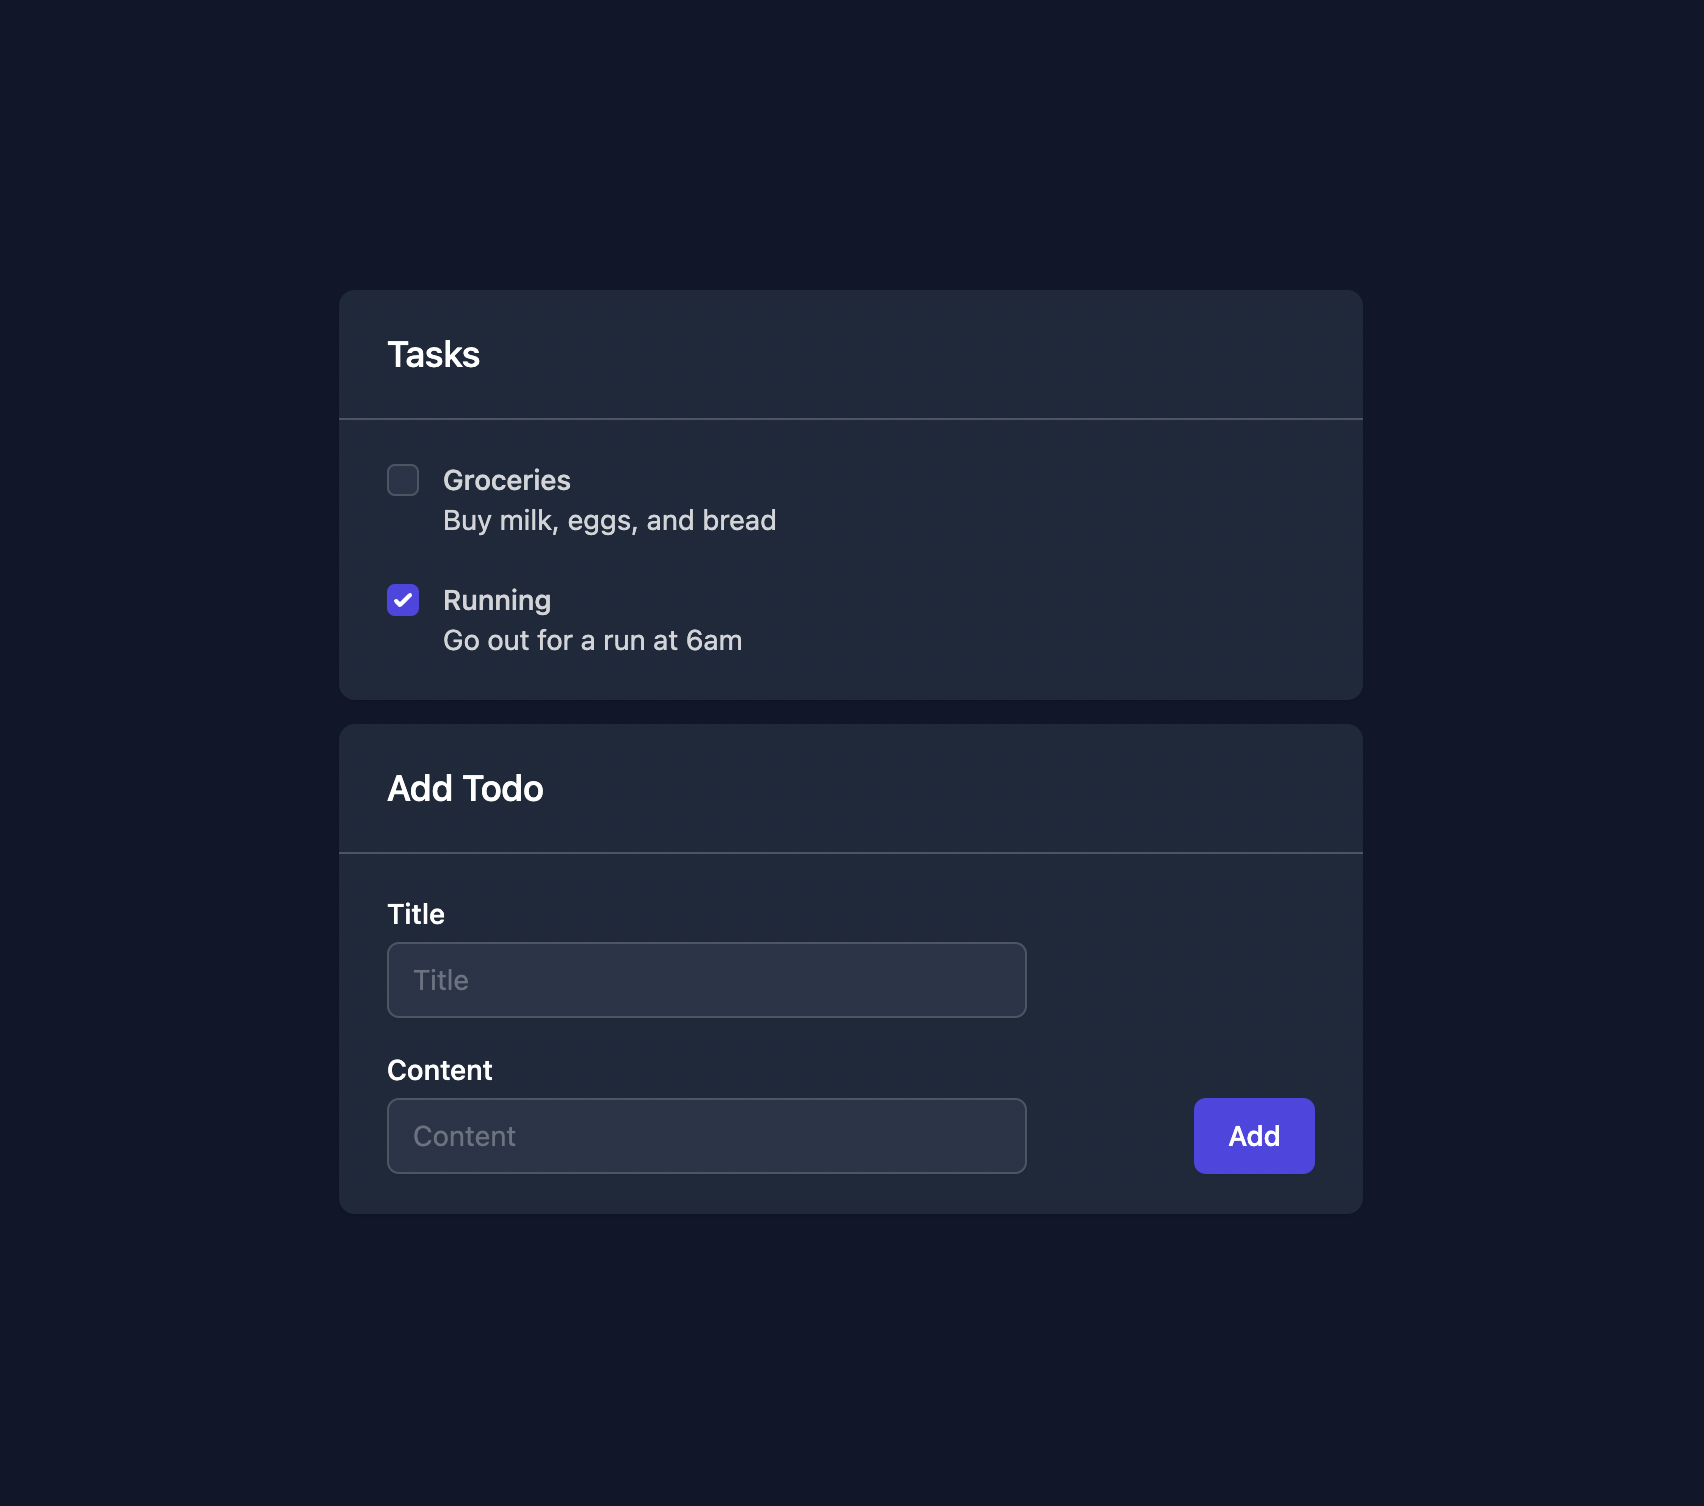 Tasks
Groceries
Buy milk, eggs, and bread
Running
Go out for a run at 6am
Add Todo
Title
Title
Content
Content
Add